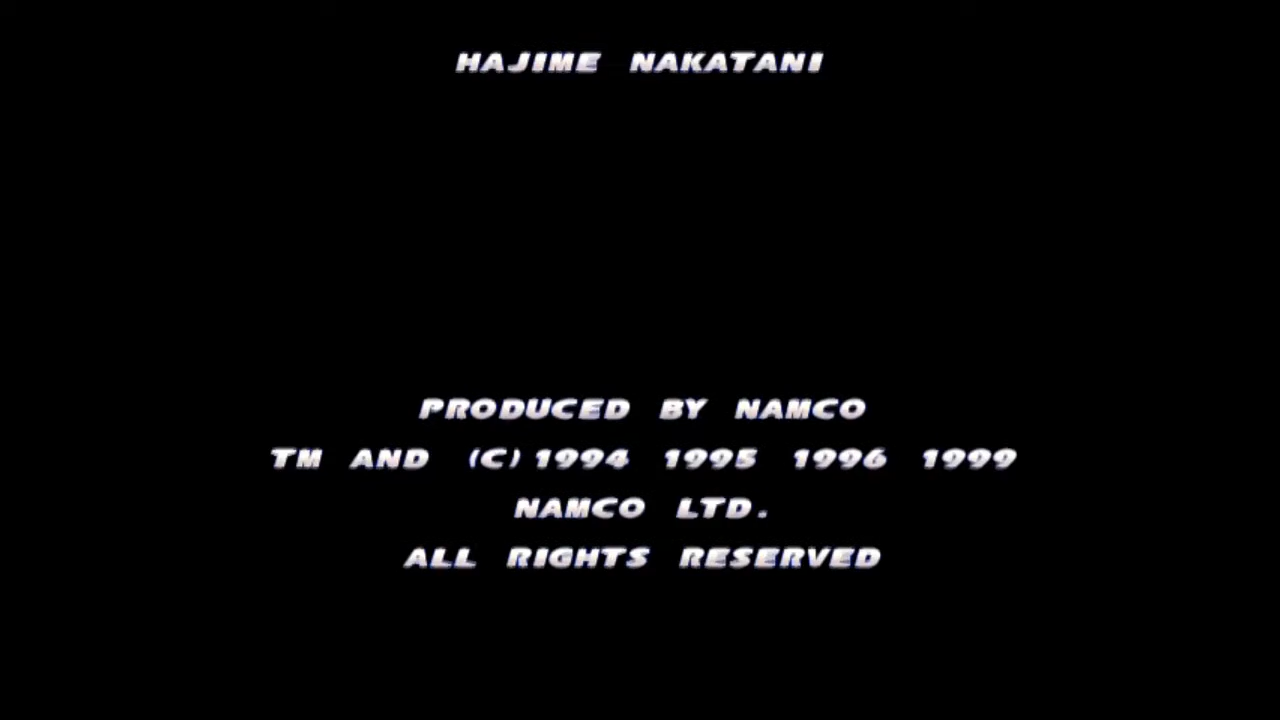 HAJIME NAKATANI
PRODUCED BY NAMCO
TM AND (C) 1994 1995 1996 1999
NAMCO LTD.
ALL RIGHTS RESERVED